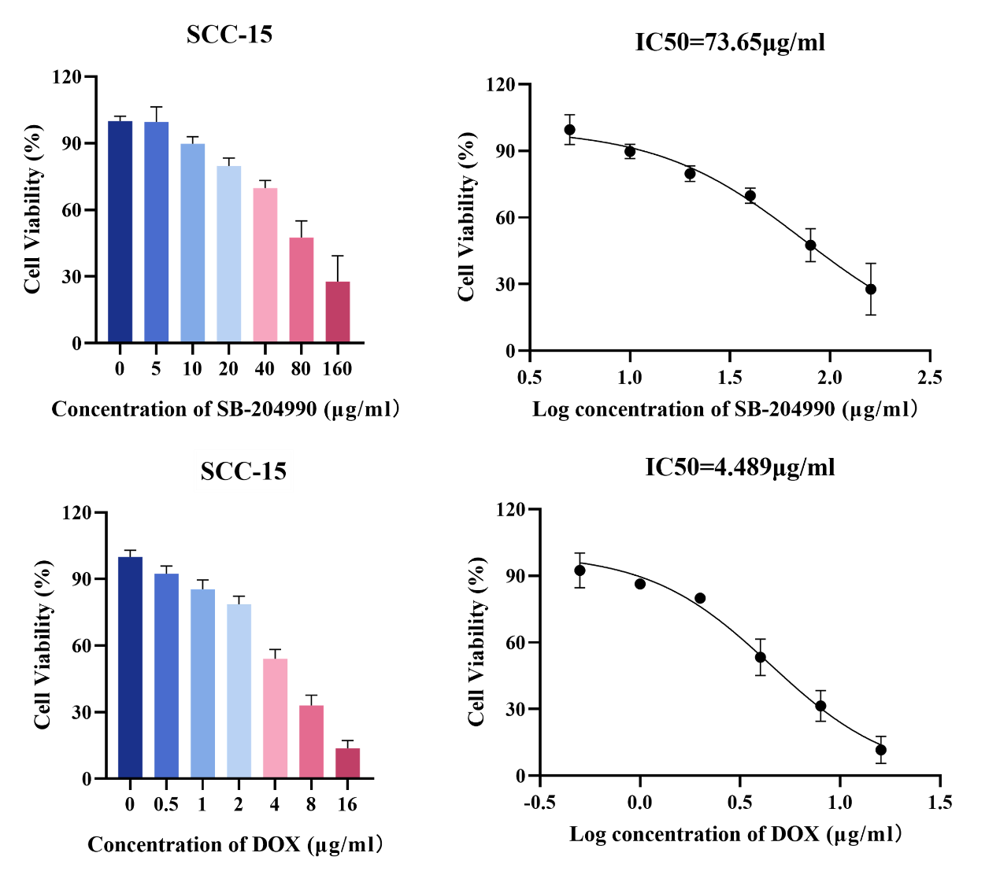 SCC-15
120
90
60
30
0
Cell Viability (%)
0 5 10 20 40 80 160
Concentration of SB-204990 (μg/ml）
IC50=73.65μg/ml
120
90
60
30
0
Cell Viability (%)
0.5 1.0 1.5 2.0 2.5
Log concentration of SB-204990 (μg/ml）
SCC-15
120
90
60
30
0
Cell Viability (%)
0 0.5 1 2 4 8 16
Concentration of DOX (μg/ml）
IC50=4.489μg/ml
120
90
60
30
0
Cell Viability (%)
-0.5 0.0 0.5 1.0 1.5
Log concentration of DOX (μg/ml）